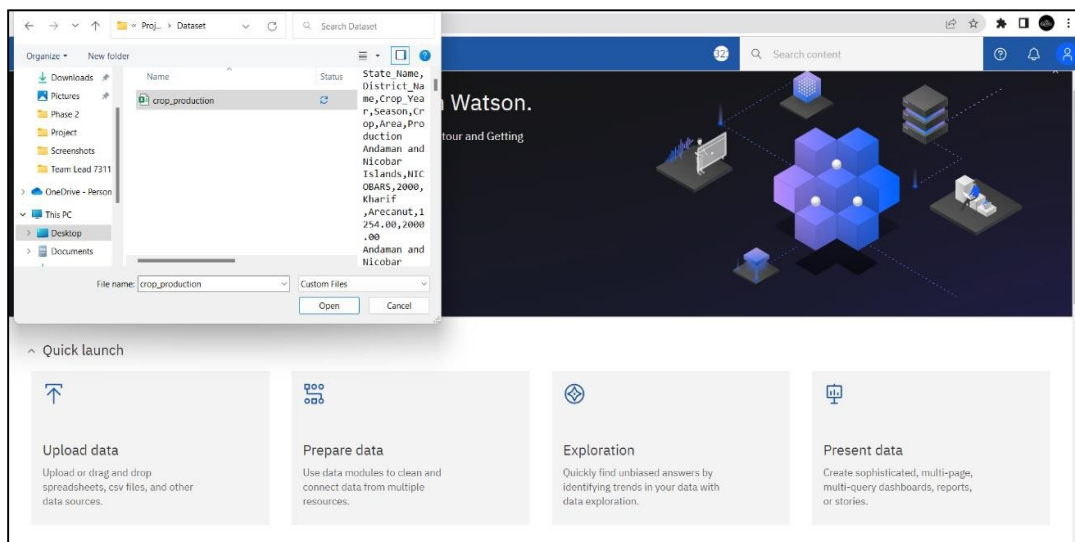 « Proj... > Dataset
Search Dataset
Organize
New folder
Downloads
Pictures
Phase 2
Project
Screenshots
Team Lead 7311
OneDrive - Person
This PC
Desktop
Documents
Name
Status
crop_production
State_Name,
District_Na
me,Crop_Yea
r,Season,Cr
op,Area,Pro
duction
Andaman and
Nicobar
Islands,NIC
OBARS,2000,
Kharif
,Arecanut,1
254.00,2000
.00
Andaman and
Nicobar
File name:
crop_production
Custom Files
Open
Cancel
Search content
Watson.
tour and Getting
Quick launch
Upload data
Upload or drag and drop
spreadsheets, csv files, and other
data sources.
Prepare data
Use data modules to clean and
connect data from multiple
resources.
Exploration
Quickly find unbiased answers by
identifying trends in your data with
data exploration.
Present data
Create sophisticated, multi-page,
multi-query dashboards, reports,
or stories.